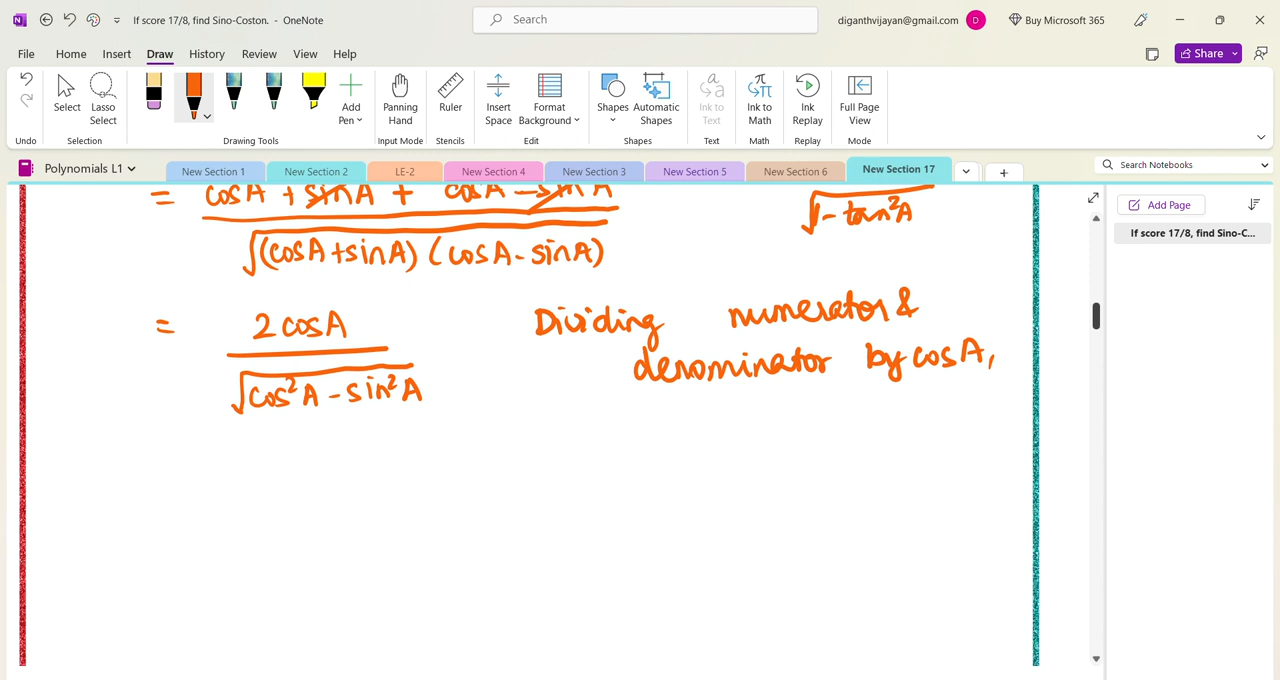 If score 17/8, find Sino-Coston. - OneNote
Search
diganthvijayan@gmail.com
D
Buy Microsoft 365
File Home Insert Draw History Review View Help
Share
Undo
Select
Lasso Select
Selection
Drawing Tools
Add Pen
Panning Hand
Input Mode
Ruler
Stencils
Insert Space
Format Background
Edit
Shapes
Automatic Shapes
Shapes
Ink to Text
Text
Ink to Math
Math
Ink Replay
Replay
Full Page View
Mode
Polynomials L1
New Section 1 New Section 2 LE-2 New Section 4 New Section 3 New Section 5 New Section 6 New Section 17
Search Notebooks
Add Page
If score 17/8, find Sino-C...
= cosA + sinA + cosA - sinA
√(cosA+sinA) (cosA-sinA)
√1-tan²A
= 2cosA
√cos²A - sin²A
Dividing numerator &
denominator by cosA,